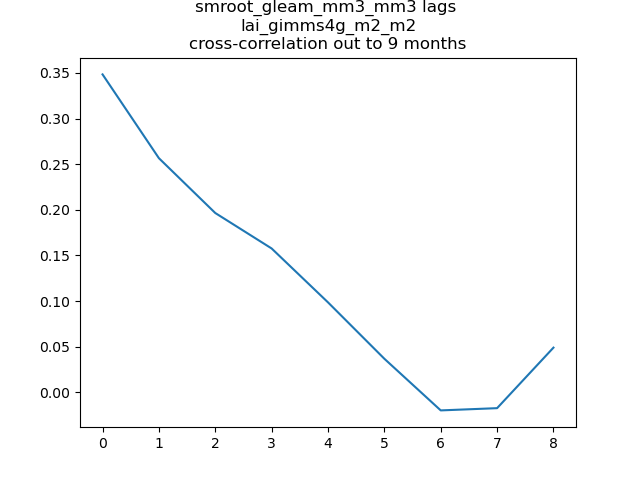 smroot_gleam_mm3_mm3 lags
lai_gimms4g_m2_m2
cross-correlation out to 9 months
0.35
0.30
0.25
0.20
0.15
0.10
0.05
0.00
0 1 2 3 4 5 6 7 8